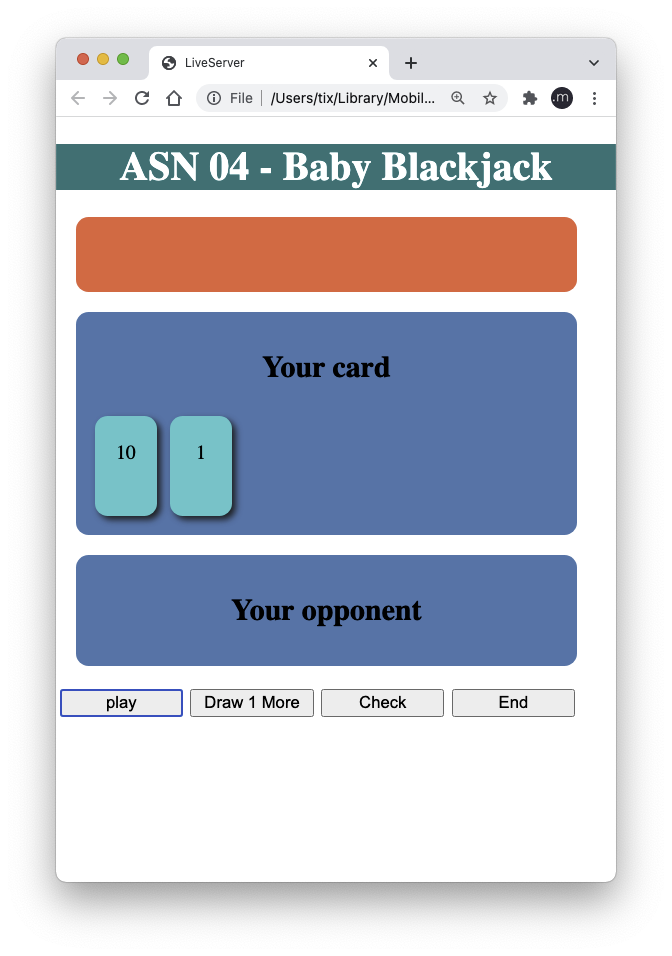 LiveServer
File | /Users/tix/Library/Mobil...
.m
ASN 04 - Baby Blackjack
Your card
10 1
Your opponent
play Draw 1 More Check End